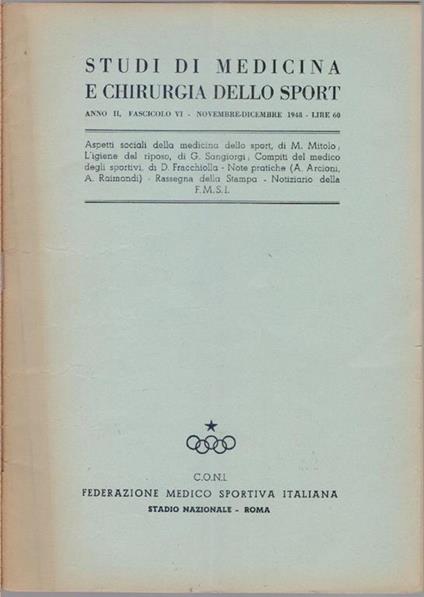 STUDI DI MEDICINA
E CHIRURGIA DELLO SPORT
ANNO II, FASCICOLO VI - NOVEMBRE-DICEMBRE 1948 - LIRE 60
Aspetti sociali della medicina dello sport, di M. Mitolo;
L'igiene del riposo, di G. Sangiorgi; Compiti del medico
degli sportivi, di D. Fracchiolla - Note pratiche (A. Arcioni,
A. Raimondi) - Rassegna della Stampa - Notiziario della
F.M.S.I.
C.O.N.I.
FEDERAZIONE MEDICO SPORTIVA ITALIANA
STADIO NAZIONALE - ROMA